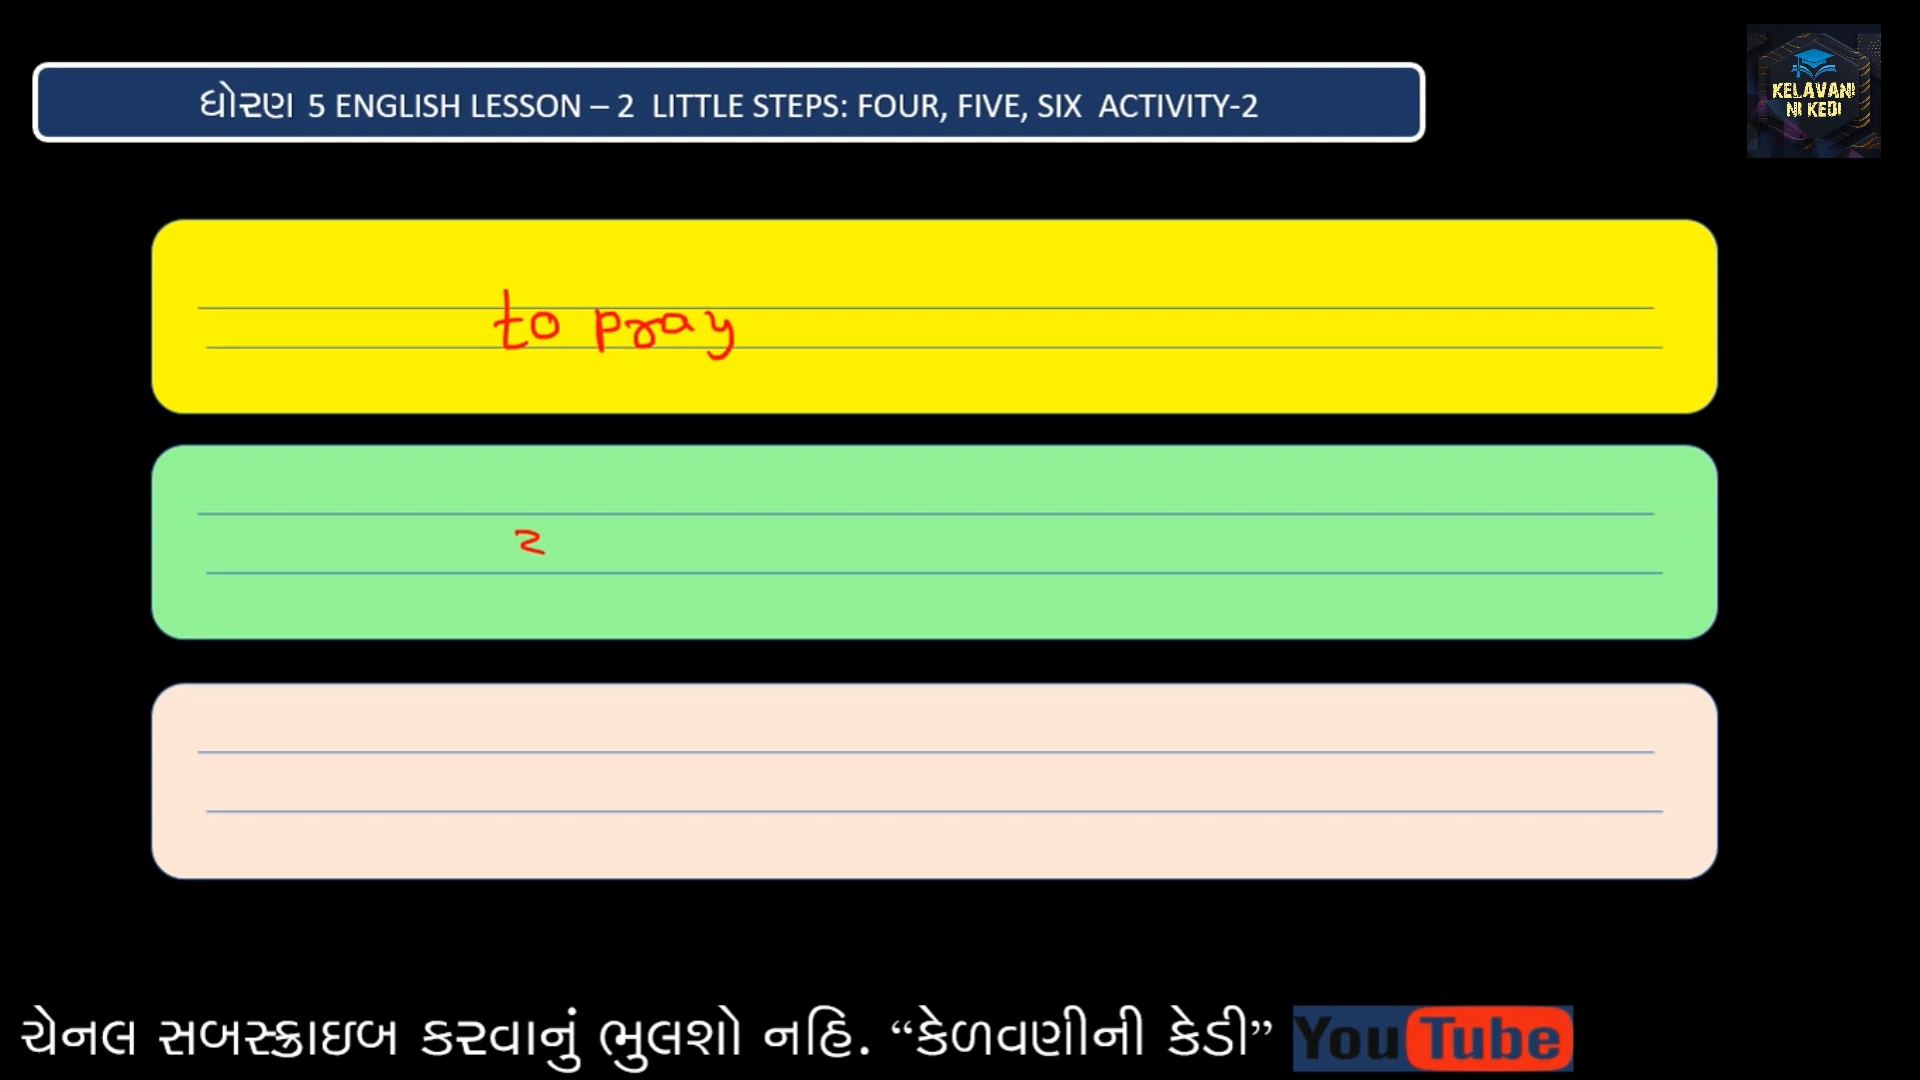 ધોરણ 5 ENGLISH LESSON – 2 LITTLE STEPS: FOUR, FIVE, SIX ACTIVITY-2
KELAVANI
NI KEDI
to pray
ચેનલ સબસ્ક્રાઇબ કરવાનું ભુલશો નહિ. “કેળવણીની કેડી” YouTube